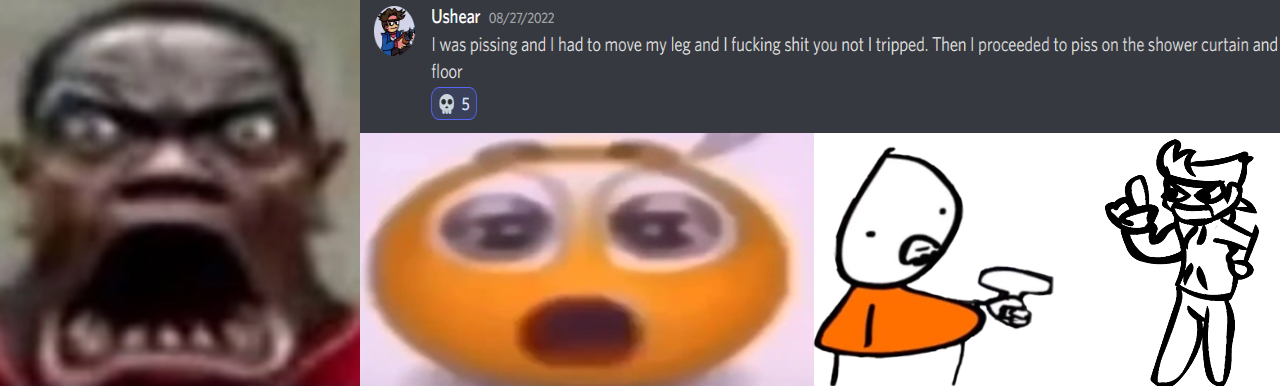 Ushear 08/27/2022
I was pissing and I had to move my leg and I fucking shit you not I tripped. Then I proceeded to piss on the shower curtain and
floor
💀 5